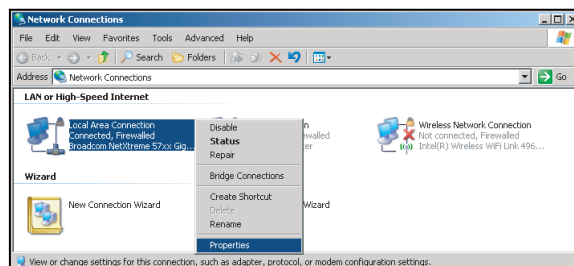 Network Connections
File Edit View Favorites Tools Advanced Help
Back Search Folders
Address Network Connections Go
LAN or High-Speed Internet
Local Area Connection
Connected, Firewalled
Broadcom NetXtreme 57xx Gig...
Disable
Status
Repair
Bridge Connections
Create Shortcut
Delete
Rename
Properties
Wireless Network Connection
Not connected, Firewalled
Intel(R) Wireless WiFi Link 496...
Wizard
New Connection Wizard
Wizard
View or change settings for this connection, such as adapter, protocol, or modem configuration settings.